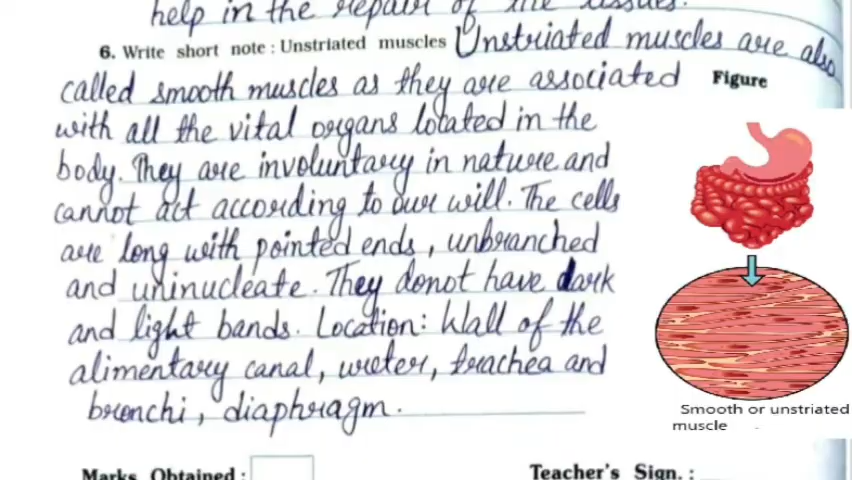 help in the repair of the tissues.
6. Write short note : Unstriated muscles Unstriated muscles are also
called smooth muscles as they are associated
Figure
with all the vital organs located in the
body. They are involuntary in nature and
cannot act according to our will. The cells
are long with pointed ends, unbranched
and uninucleate. They donot have dark
and light bands. Location: Wall of the
alimentary canal, ureter, trachea and
bronchi, diaphragm.
Smooth or unstriated
muscle
Marks Obtained :
Teacher's Sign. :